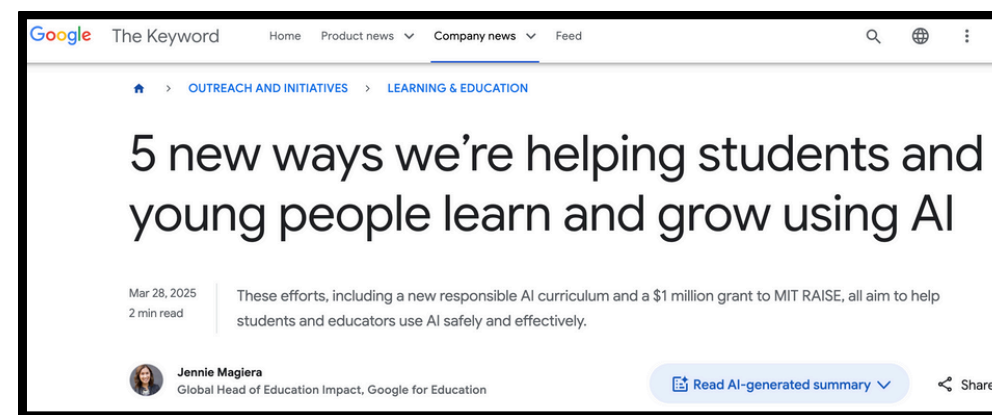 Google The Keyword Home Product news Company news Feed
> OUTREACH AND INITIATIVES > LEARNING & EDUCATION
5 new ways we're helping students and
young people learn and grow using AI
Mar 28, 2025
2 min read
These efforts, including a new responsible AI curriculum and a $1 million grant to MIT RAISE, all aim to help
students and educators use AI safely and effectively.
Jennie Magiera
Global Head of Education Impact, Google for Education
Read AI-generated summary
Share